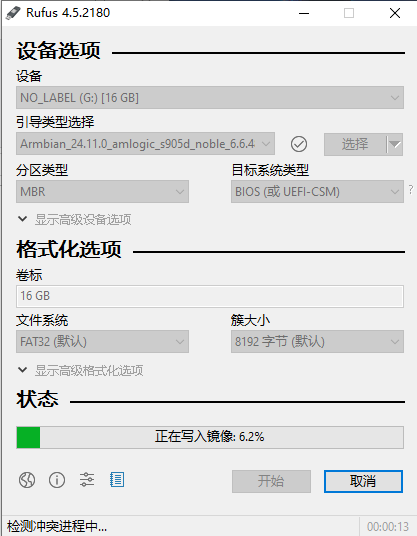 Rufus 4.5.2180
设备选项
设备
NO_LABEL (G:) [16 GB]
引导类型选择
Armbian_24.11.0_amlogic_s905d_noble_6.6.4
选择
分区类型
目标系统类型
MBR
BIOS (或 UEFI-CSM)
?
显示高级设备选项
格式化选项
卷标
16 GB
文件系统
簇大小
FAT32 (默认)
8192 字节 (默认)
显示高级格式化选项
状态
正在写入镜像: 6.2%
开始
取消
检测冲突进程中...
00:00:13